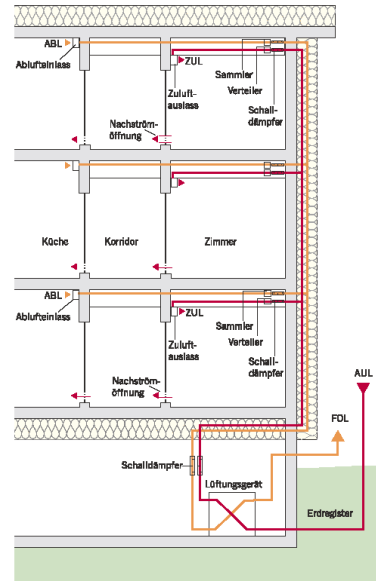 ABL
Ablufteinlass
ZUL
Sammler
Verteiler
Zuluft-
auslass
Schall-
dämpfer
Nachström-
öffnung
Küche
Korridor
Zimmer
ABL
Ablufteinlass
ZUL
Sammler
Verteiler
Zuluft-
auslass
Schall-
dämpfer
Nachström-
öffnung
AUL
FOL
Schalldämpfer
Lüftungsgerät
Erdregister